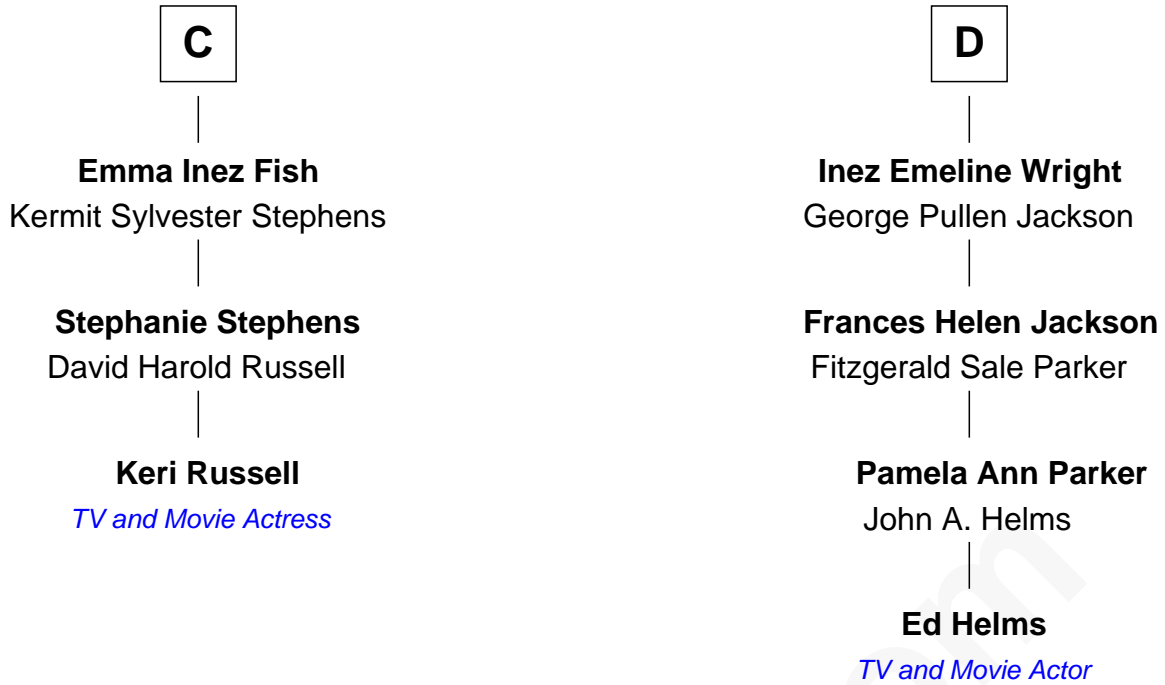 C
Emma Inez Fish
Kermit Sylvester Stephens
Stephanie Stephens
David Harold Russell
Keri Russell
TV and Movie Actress
D
Inez Emeline Wright
George Pullen Jackson
Frances Helen Jackson
Fitzgerald Sale Parker
Pamela Ann Parker
John A. Helms
Ed Helms
TV and Movie Actor